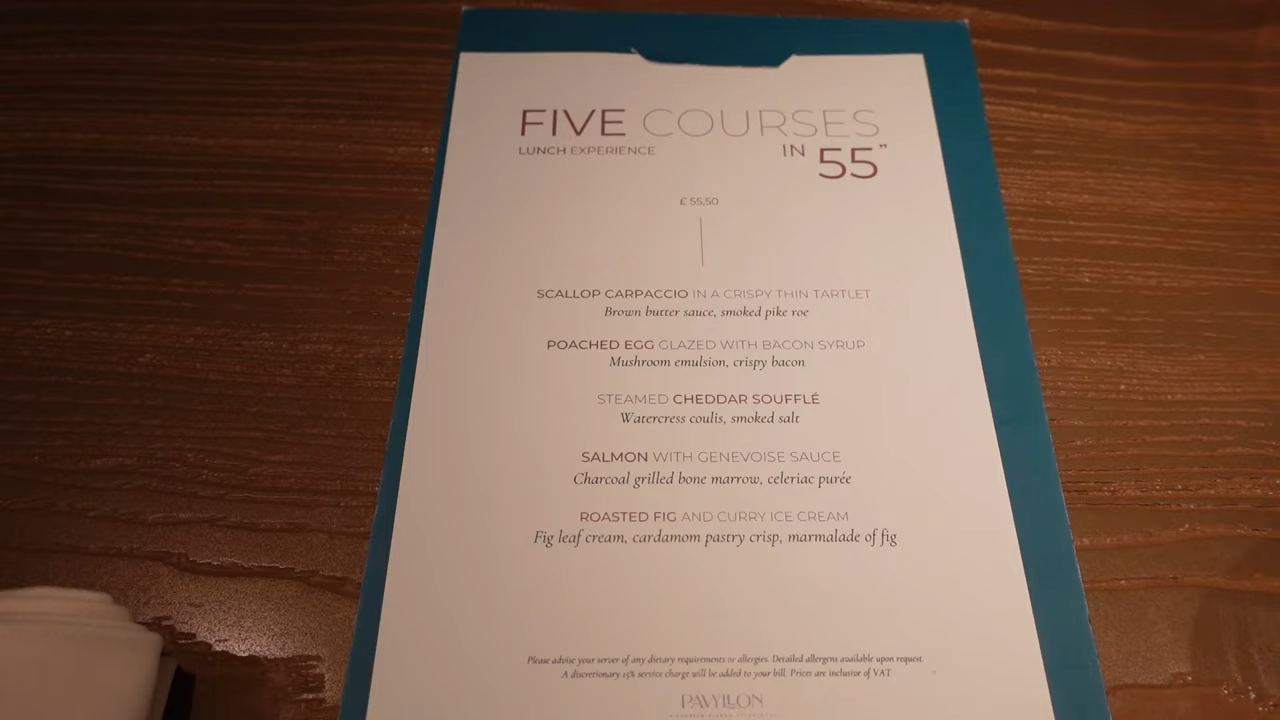 FIVE COURSES
LUNCH EXPERIENCE
IN 55”
£ 55,50
SCALLOP CARPACCIO IN A CRISPY THIN TARTLET
Brown butter sauce, smoked pike roe
POACHED EGG GLAZED WITH BACON SYRUP
Mushroom emulsion, crispy bacon
STEAMED CHEDDAR SOUFFLÉ
Watercress coulis, smoked salt
SALMON WITH GENEVOISE SAUCE
Charcoal grilled bone marrow, celeriac purée
ROASTED FIG AND CURRY ICE CREAM
Fig leaf cream, cardamom pastry crisp, marmalade of fig
Please advise your server of any dietary requirements or allergies. Detailed allergens available upon request.
A discretionary 15% service charge will be added to your bill. Prices are inclusive of VAT
PAVYLLON